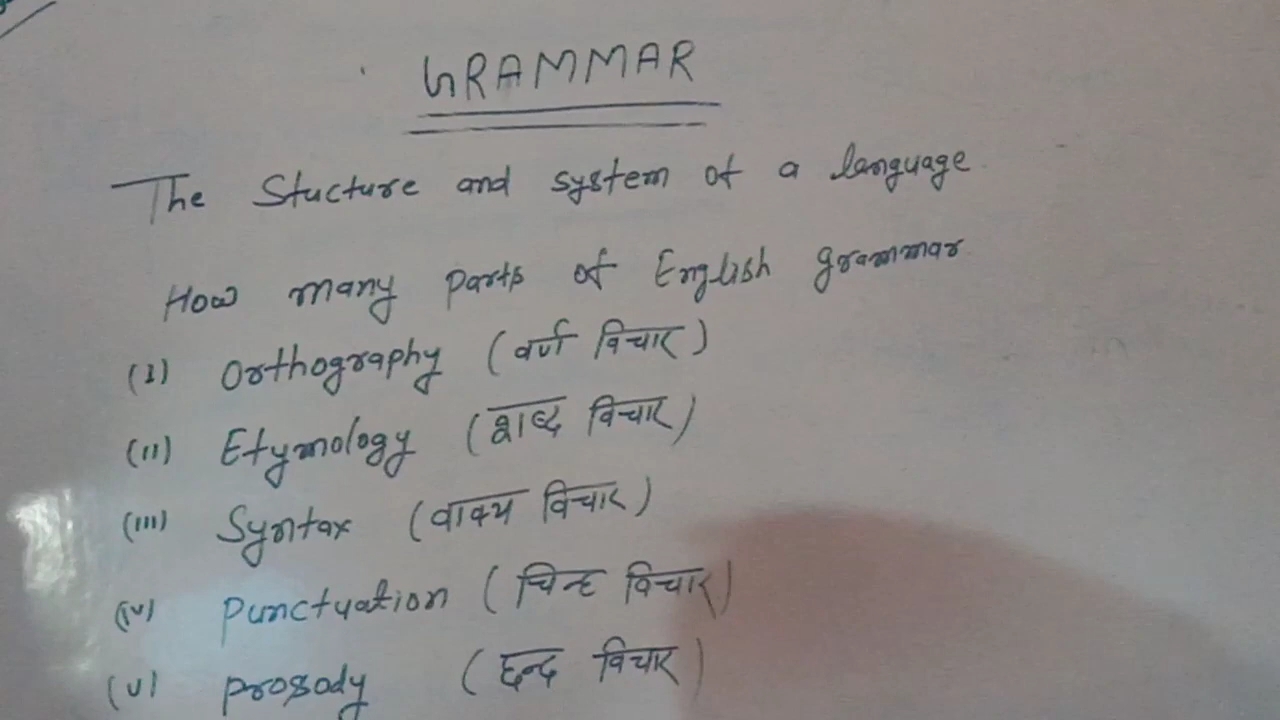 GRAMMAR
The Stucture and system of a language
How many parts of English grammar
(I) Orthography (वर्ण विचार)
(II) Etymology (शाब्द विचार)
(III) Syntax (वाक्य विचार)
(IV) Punctuation (चिन्ह विचार)
(V) prosody (छन्द विचार)